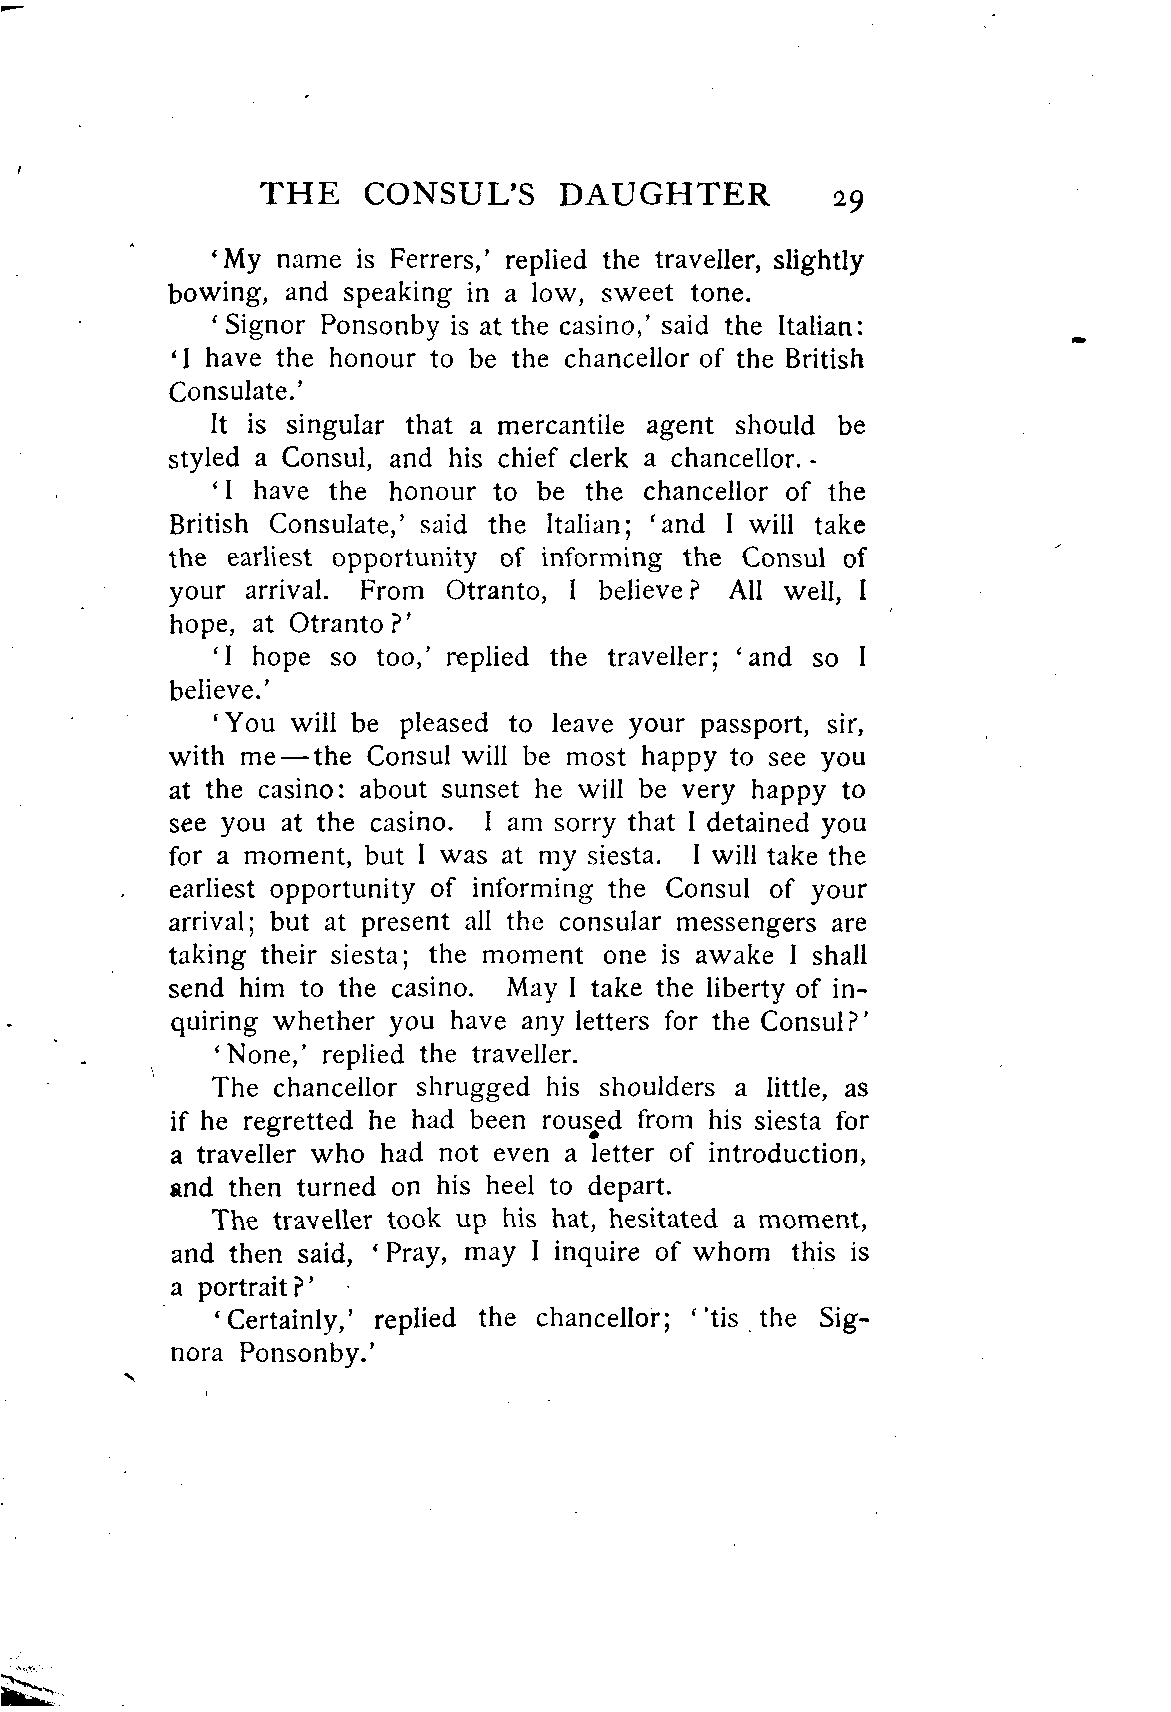 THE CONSUL'S DAUGHTER 29
'My name is Ferrers,' replied the traveller, slightly
bowing, and speaking in a low, sweet tone.
'Signor Ponsonby is at the casino,' said the Italian:
'I have the honour to be the chancellor of the British
Consulate.'
It is singular that a mercantile agent should be
styled a Consul, and his chief clerk a chancellor.
'I have the honour to be the chancellor of the
British Consulate,' said the Italian; 'and I will take
the earliest opportunity of informing the Consul of
your arrival. From Otranto, I believe? All well, I
hope, at Otranto?'
'I hope so too,' replied the traveller; 'and so I
believe.'
'You will be pleased to leave your passport, sir,
with me—the Consul will be most happy to see you
at the casino: about sunset he will be very happy to
see you at the casino. I am sorry that I detained you
for a moment, but I was at my siesta. I will take the
earliest opportunity of informing the Consul of your
arrival; but at present all the consular messengers are
taking their siesta; the moment one is awake I shall
send him to the casino. May I take the liberty of in-
quiring whether you have any letters for the Consul?'
'None,' replied the traveller.
The chancellor shrugged his shoulders a little, as
if he regretted he had been roused from his siesta for
a traveller who had not even a letter of introduction,
and then turned on his heel to depart.
The traveller took up his hat, hesitated a moment,
and then said, 'Pray, may I inquire of whom this is
a portrait?'
'Certainly,' replied the chancellor; ''tis the Sig-
nora Ponsonby.'